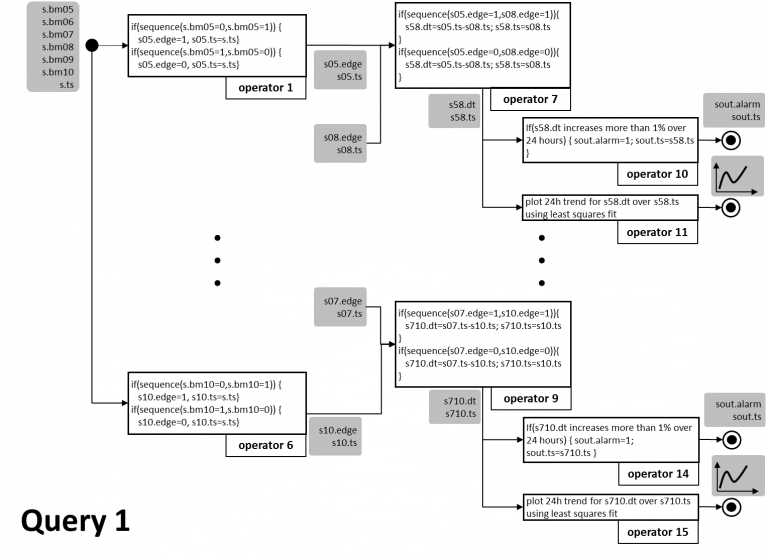 s.bm05
s.bm06
s.bm07
s.bm08
s.bm09
s.bm10
s.ts
if(sequence(s.bm05=0,s.bm05=1)) {
s05.edge=1, s05.ts=s.ts}
if(sequence(s.bm05=1,s.bm05=0)) {
s05.edge=0, s05.ts=s.ts}
operator 1
s05.edge
s05.ts
s08.edge
s08.ts
if(sequence(s05.edge=1,s08.edge=1)){
s58.dt=s05.ts-s08.ts; s58.ts=s08.ts
}
if(sequence(s05.edge=0,s08.edge=0)){
s58.dt=s05.ts-s08.ts; s58.ts=s08.ts
}
operator 7
s58.dt
s58.ts
If(s58.dt increases more than 1% over
24 hours) { sout.alarm=1; sout.ts=s58.ts
}
operator 10
sout.alarm
sout.ts
plot 24h trend for s58.dt over s58.ts
using least squares fit
operator 11
s07.edge
s07.ts
if(sequence(s07.edge=1,s10.edge=1)){
s710.dt=s07.ts-s10.ts; s710.ts=s10.ts
}
if(sequence(s07.edge=0,s10.edge=0)){
s710.dt=s07.ts-s10.ts; s710.ts=s10.ts
}
operator 9
if(sequence(s.bm10=0,s.bm10=1)) {
s10.edge=1, s10.ts=s.ts}
if(sequence(s.bm10=1,s.bm10=0)) {
s10.edge=0, s10.ts=s.ts}
operator 6
s10.edge
s10.ts
s710.dt
s710.ts
If(s710.dt increases more than 1% over
24 hours) { sout.alarm=1;
sout.ts=s710.ts }
operator 14
sout.alarm
sout.ts
plot 24h trend for s710.dt over s710.ts
using least squares fit
operator 15
Query 1